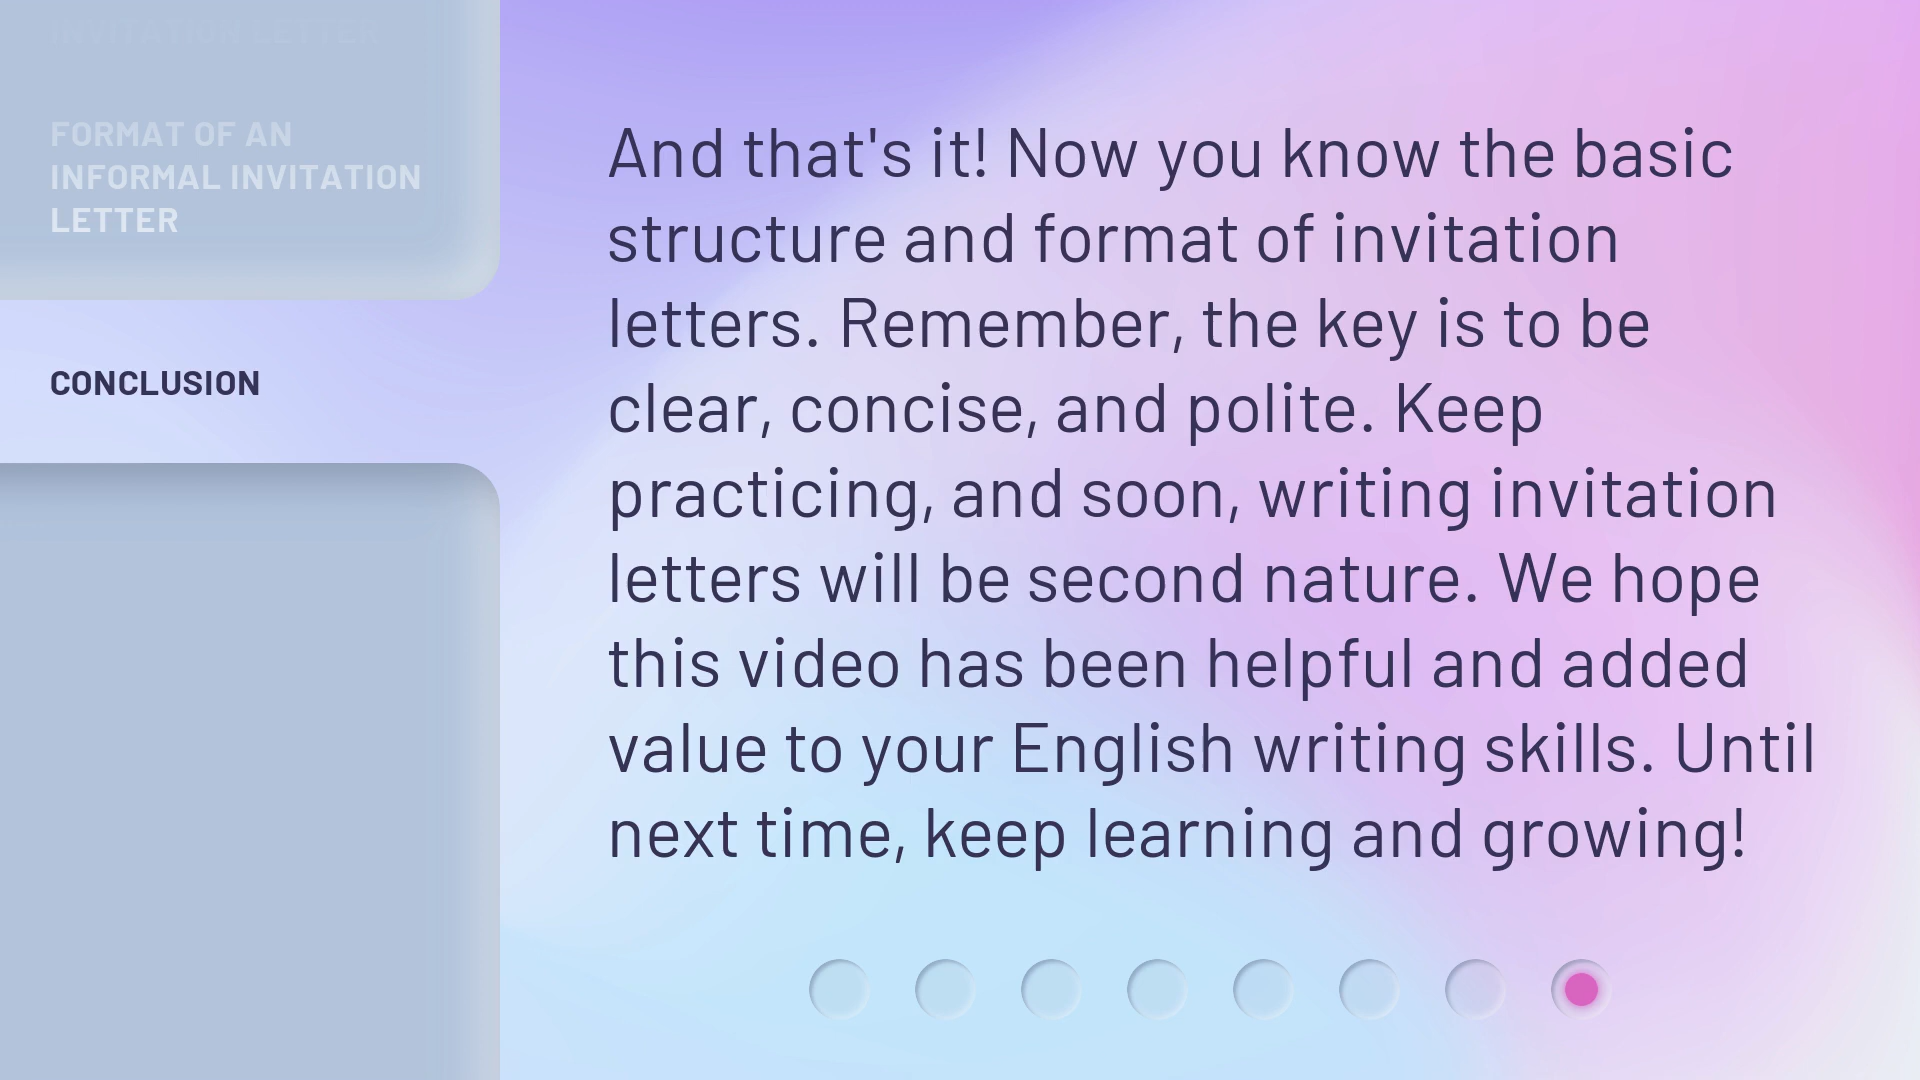 INVITATION LETTER
FORMAT OF AN
INFORMAL INVITATION
LETTER
CONCLUSION
And that's it! Now you know the basic
structure and format of invitation
letters. Remember, the key is to be
clear, concise, and polite. Keep
practicing, and soon, writing invitation
letters will be second nature. We hope
this video has been helpful and added
value to your English writing skills. Until
next time, keep learning and growing!